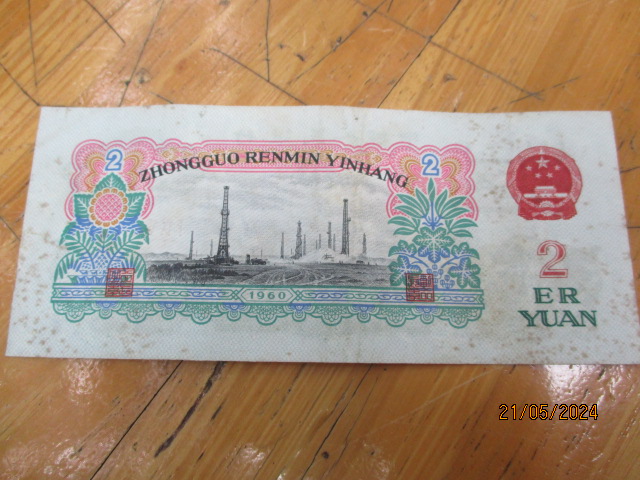 2
2
ZHONGGUO RENMIN YINHANG
1960
2
ER
YUAN
21/05/2024